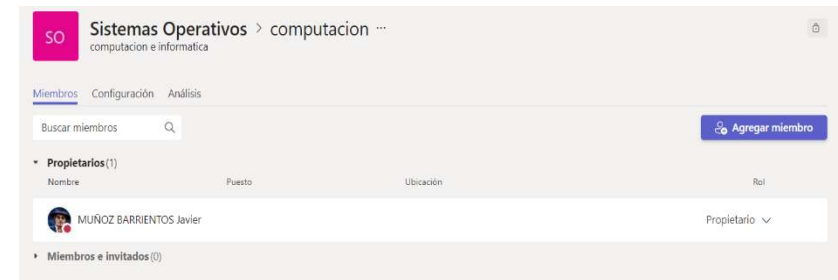 SO
Sistemas Operativos > computacion ···
computacion e informatica
Miembros Configuración Análisis
Buscar miembros
Agregar miembro
Propietarios (1)
Nombre Puesto Ubicación Rol
MUÑOZ BARRIENTOS Javier Propietario
Miembros e invitados (0)